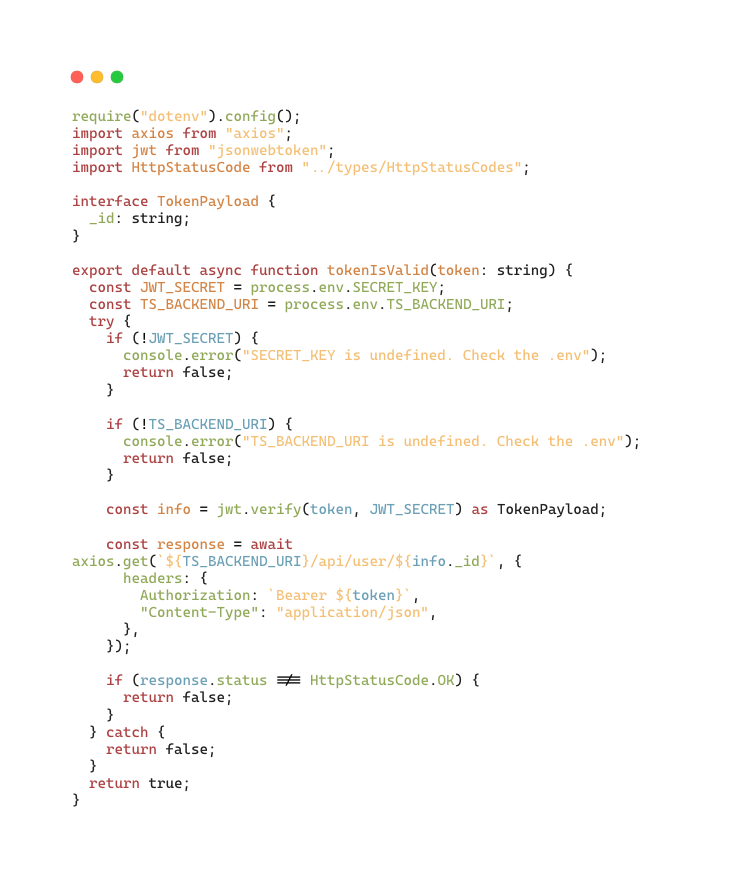 require("dotenv").config();
import axios from "axios";
import jwt from "jsonwebtoken";
import HttpStatusCode from "../types/HttpStatusCodes";

interface TokenPayload {
  _id: string;
}

export default async function tokenIsValid(token: string) {
  const JWT_SECRET = process.env.SECRET_KEY;
  const TS_BACKEND_URI = process.env.TS_BACKEND_URI;
  try {
    if (!JWT_SECRET) {
      console.error("SECRET_KEY is undefined. Check the .env");
      return false;
    }

    if (!TS_BACKEND_URI) {
      console.error("TS_BACKEND_URI is undefined. Check the .env");
      return false;
    }

    const info = jwt.verify(token, JWT_SECRET) as TokenPayload;

    const response = await
axios.get(`${TS_BACKEND_URI}/api/user/${info._id}`, {
      headers: {
        Authorization: `Bearer ${token}`,
        "Content-Type": "application/json",
      },
    });

    if (response.status !== HttpStatusCode.OK) {
      return false;
    }
  } catch {
    return false;
  }
  return true;
}